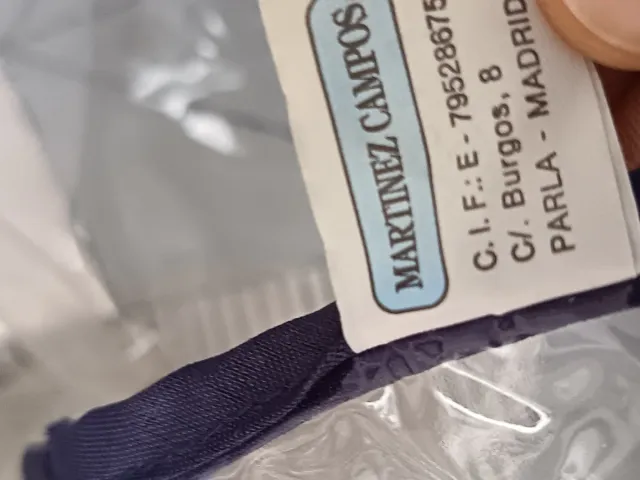 MARTINEZ CAMPOS
C. I. F.: E - 79528675
C/. Burgos, 8
PARLA - MADRID